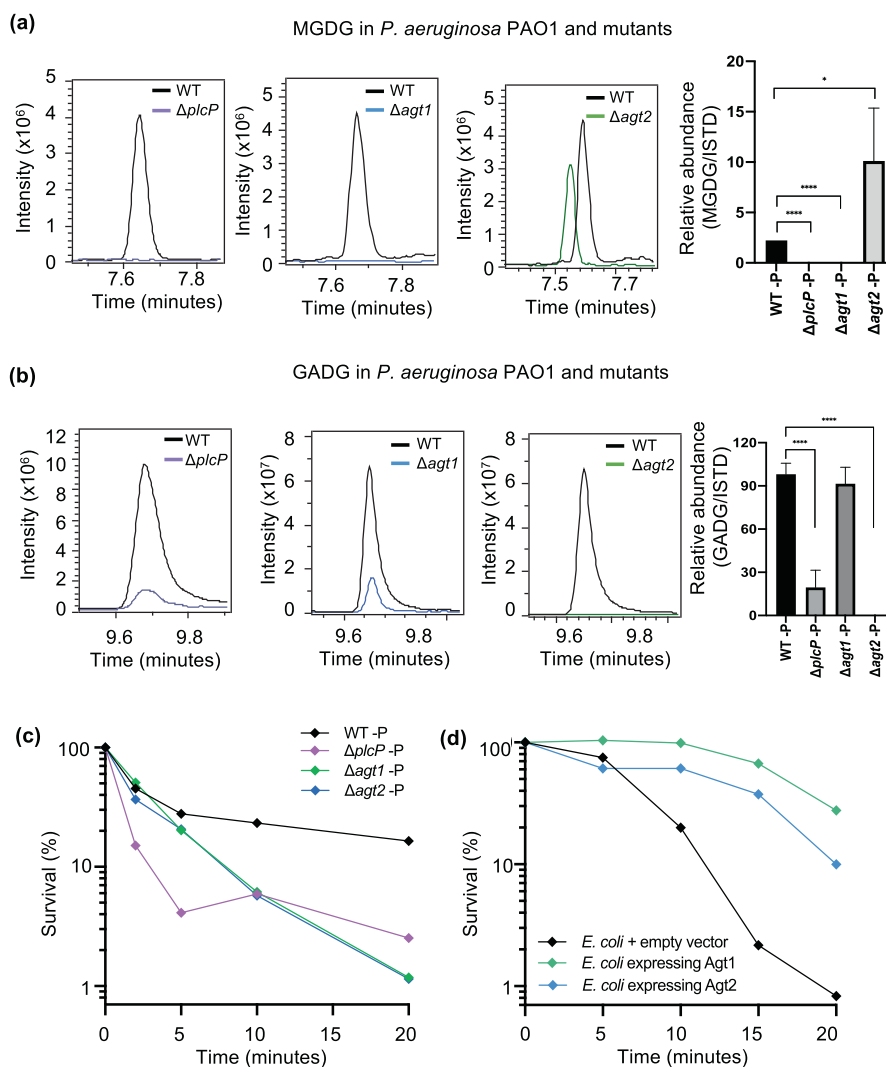 (a)
MGDG in P. aeruginosa PAO1 and mutants
Intensity (x10⁶)
5
4
3
2
1
0
WT
ΔplcP
7.6
7.8
Time (minutes)
Intensity (x10⁶)
5
4
3
2
1
0
WT
Δagt1
7.6
7.8
Time (minutes)
Intensity (x10⁶)
5
4
3
2
1
0
WT
Δagt2
7.5
7.7
Time (minutes)
Relative abundance
(MGDG/ISTD)
20
15
10
5
0
*
****
****
WT -P
ΔplcP -P
Δagt1 -P
Δagt2 -P
(b)
GADG in P. aeruginosa PAO1 and mutants
Intensity (x10⁶)
12
10
8
6
4
2
0
WT
ΔplcP
9.6
9.8
Time (minutes)
Intensity (x10⁷)
8
6
4
2
0
WT
Δagt1
9.6
9.8
Time (minutes)
Intensity (x10⁷)
8
6
4
2
0
WT
Δagt2
9.6
9.8
Time (minutes)
Relative abundance
(GADG/ISTD)
120
90
60
30
0
****
****
WT -P
ΔplcP -P
Δagt1 -P
Δagt2 -P
(c)
WT -P
ΔplcP -P
Δagt1 -P
Δagt2 -P
Survival (%)
100
10
1
0
5
10
15
20
Time (minutes)
(d)
Survival (%)
100
10
1
E. coli + empty vector
E. coli expressing Agt1
E. coli expressing Agt2
0
5
10
15
20
Time (minutes)